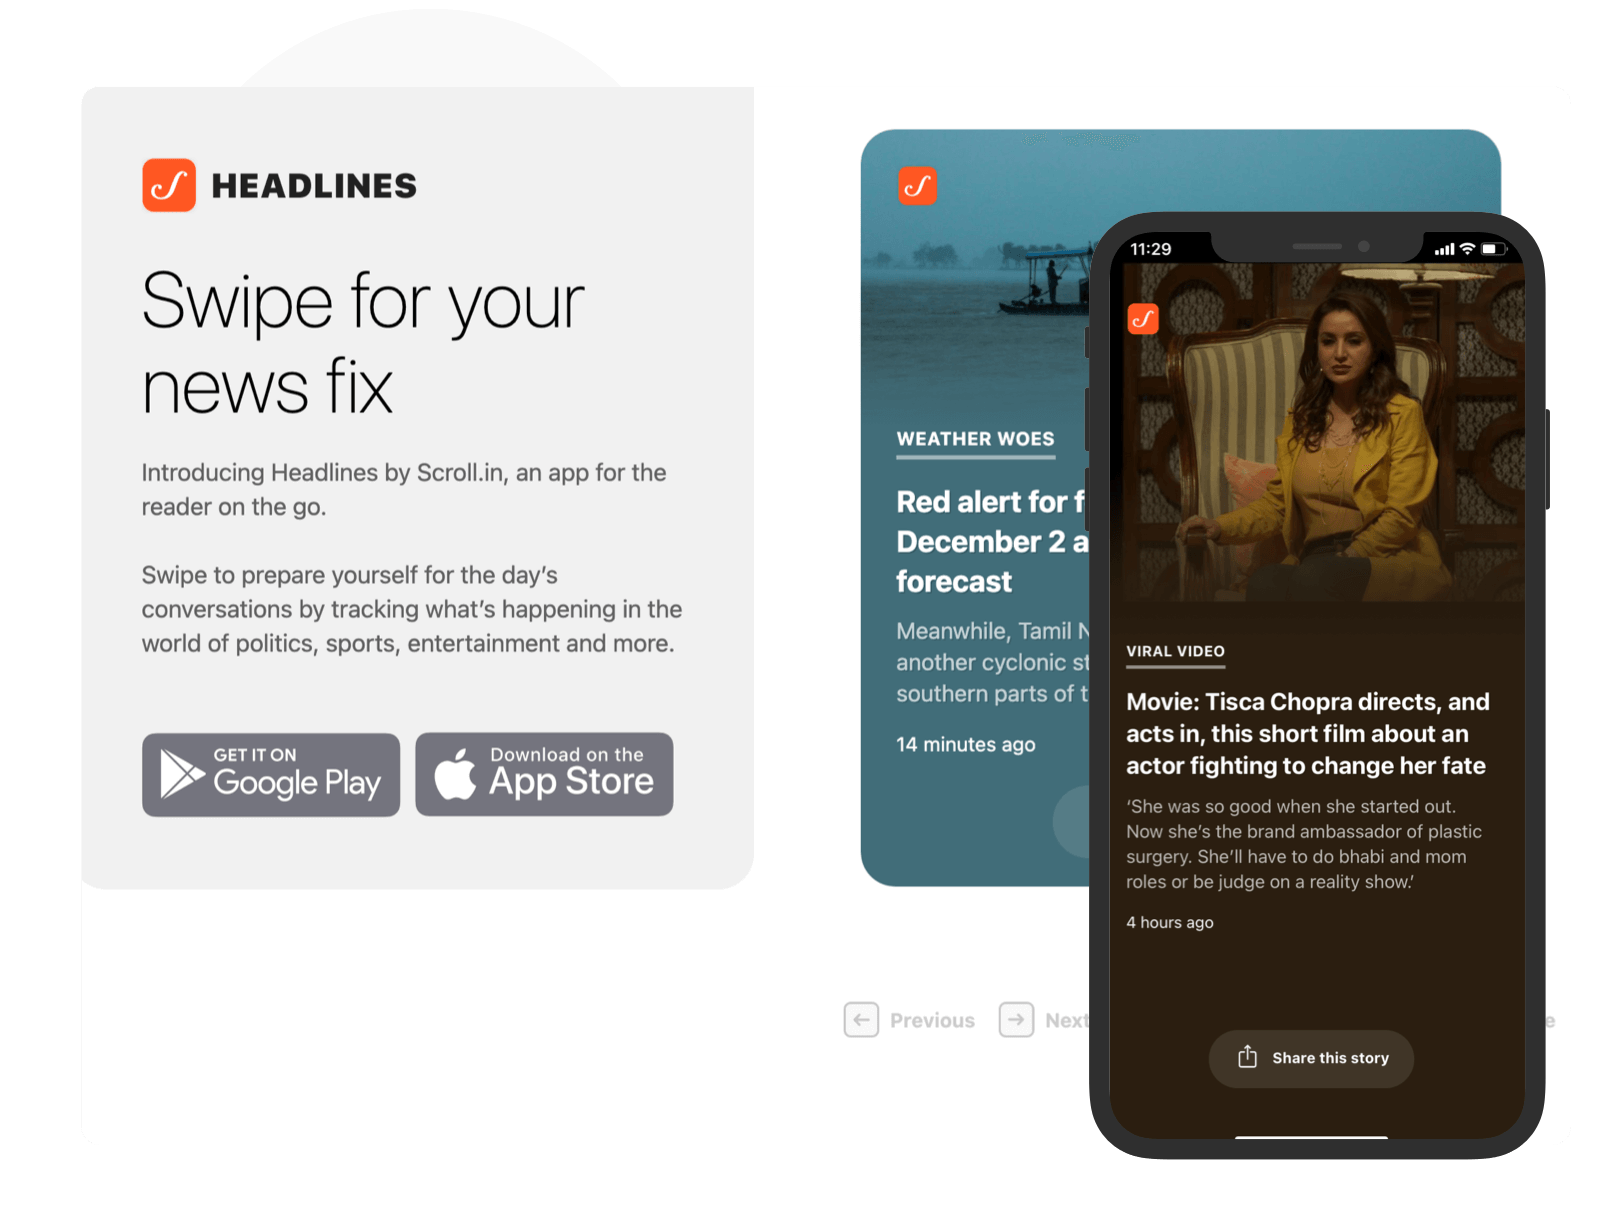 HEADLINES
Swipe for your
news fix
Introducing Headlines by Scroll.in, an app for the
reader on the go.
Swipe to prepare yourself for the day’s
conversations by tracking what’s happening in the
world of politics, sports, entertainment and more.
GET IT ON
Google Play
Download on the
App Store
WEATHER WOES
Red alert for f
December 2 a
forecast
Meanwhile, Tamil N
another cyclonic st
southern parts of t
14 minutes ago
Previous
Next
e
11:29
VIRAL VIDEO
Movie: Tisca Chopra directs, and
acts in, this short film about an
actor fighting to change her fate
‘She was so good when she started out.
Now she’s the brand ambassador of plastic
surgery. She’ll have to do bhabi and mom
roles or be judge on a reality show.’
4 hours ago
Share this story